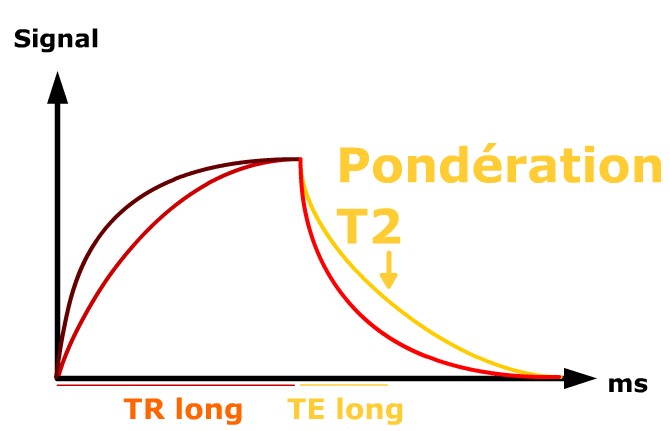 Signal
Pondération
T2
ms
TR long
TE long